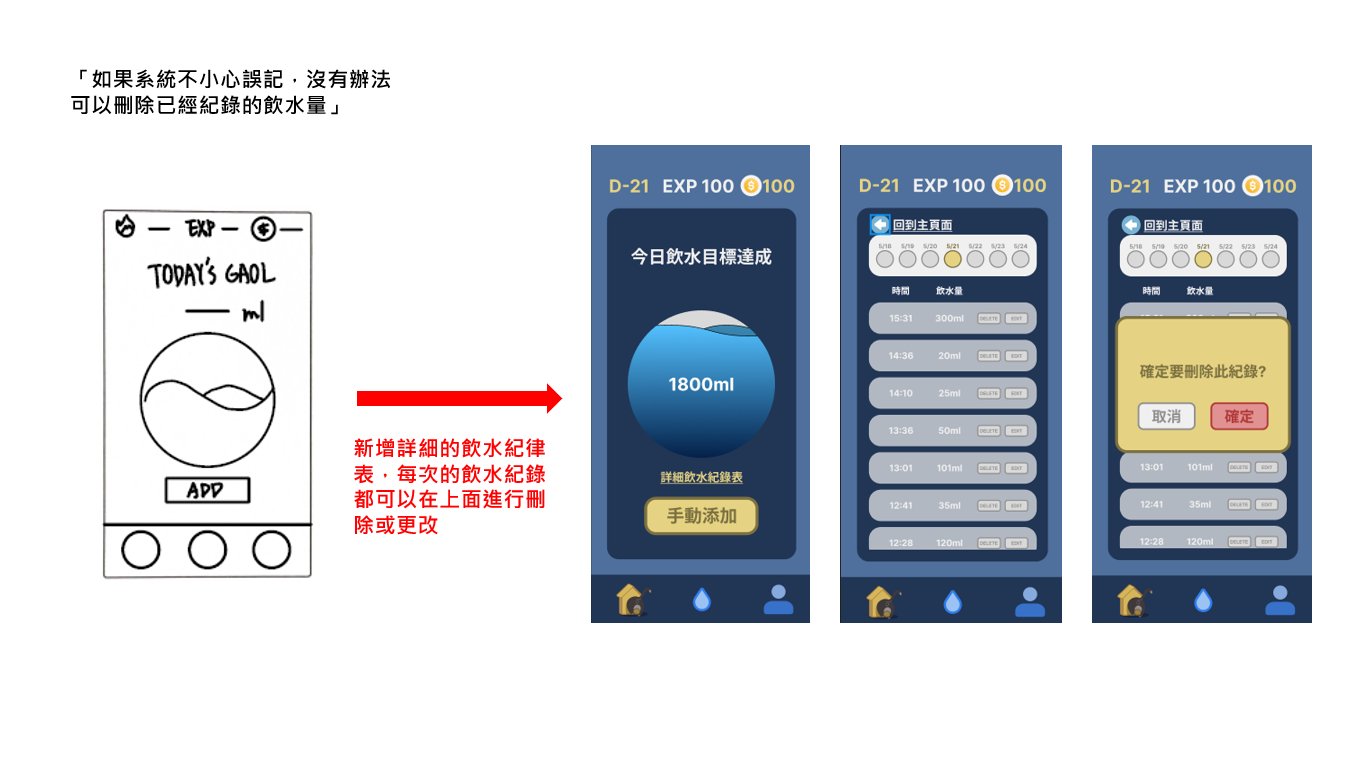 「如果系統不小心誤記，沒有辦法
可以刪除已經紀錄的飲水量」
EXP
TODAY'S GAOL
ml
ADD
新增詳細的飲水紀律
表，每次的飲水紀錄
都可以在上面進行刪
除或更改
D-21 EXP 100 $ 100
今日飲水目標達成
1800ml
詳細飲水紀錄表
手動添加
D-21 EXP 100 $ 100
回到主頁面
5/18 5/19 5/20 5/21 5/22 5/23 5/24
時間 飲水量
15:31 300ml DELETE EDIT
14:36 20ml DELETE EDIT
14:10 25ml DELETE EDIT
13:36 50ml DELETE EDIT
13:01 101ml DELETE EDIT
12:41 35ml DELETE EDIT
12:28 120ml DELETE EDIT
D-21 EXP 100 $ 100
回到主頁面
5/18 5/19 5/20 5/21 5/22 5/23 5/24
時間 飲水量
確定要刪除此紀錄?
取消 確定
13:01 101ml DELETE EDIT
12:41 35ml DELETE EDIT
12:28 120ml DELETE EDIT